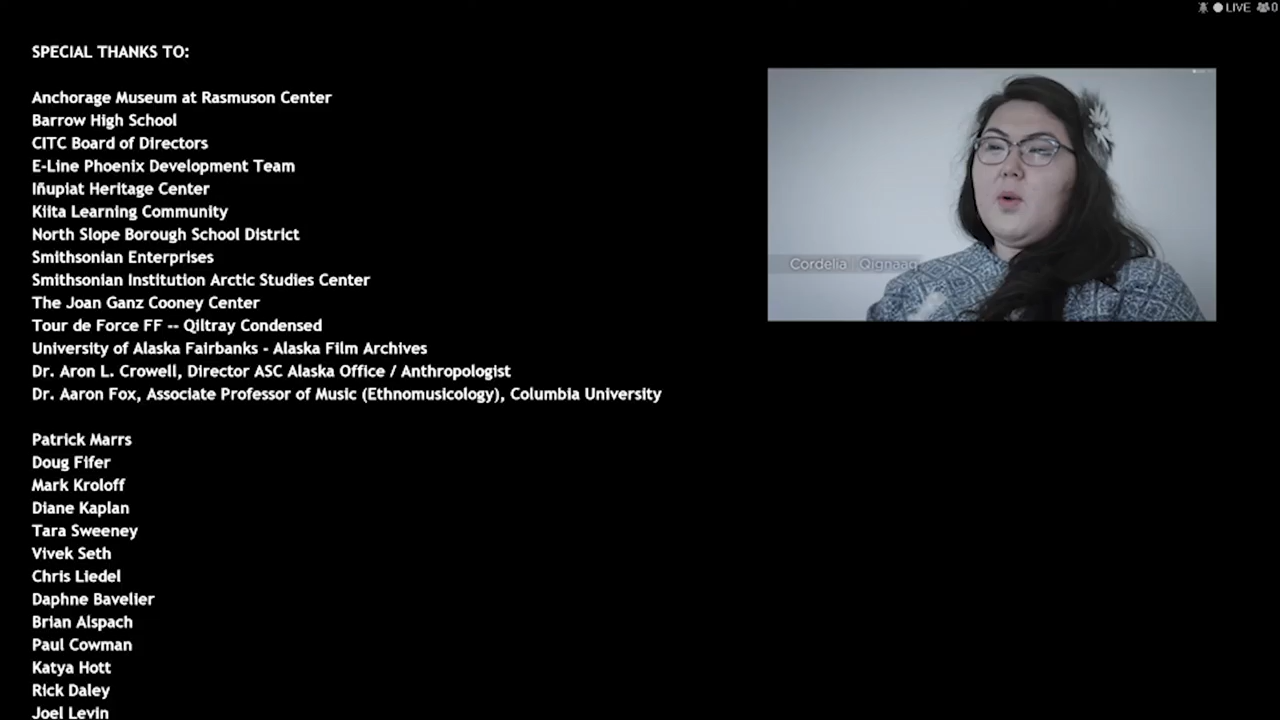 LIVE 0
SPECIAL THANKS TO:
Anchorage Museum at Rasmuson Center
Barrow High School
CITC Board of Directors
E-Line Phoenix Development Team
Iñupiat Heritage Center
Kiita Learning Community
North Slope Borough School District
Smithsonian Enterprises
Smithsonian Institution Arctic Studies Center
The Joan Ganz Cooney Center
Tour de Force FF -- Qiltray Condensed
University of Alaska Fairbanks - Alaska Film Archives
Dr. Aron L. Crowell, Director ASC Alaska Office / Anthropologist
Dr. Aaron Fox, Associate Professor of Music (Ethnomusicology), Columbia University
Patrick Marrs
Doug Fifer
Mark Kroloff
Diane Kaplan
Tara Sweeney
Vivek Seth
Chris Liedel
Daphne Bavelier
Brian Alspach
Paul Cowman
Katya Hott
Rick Daley
Joel Levin
Cordelia Qignaaq